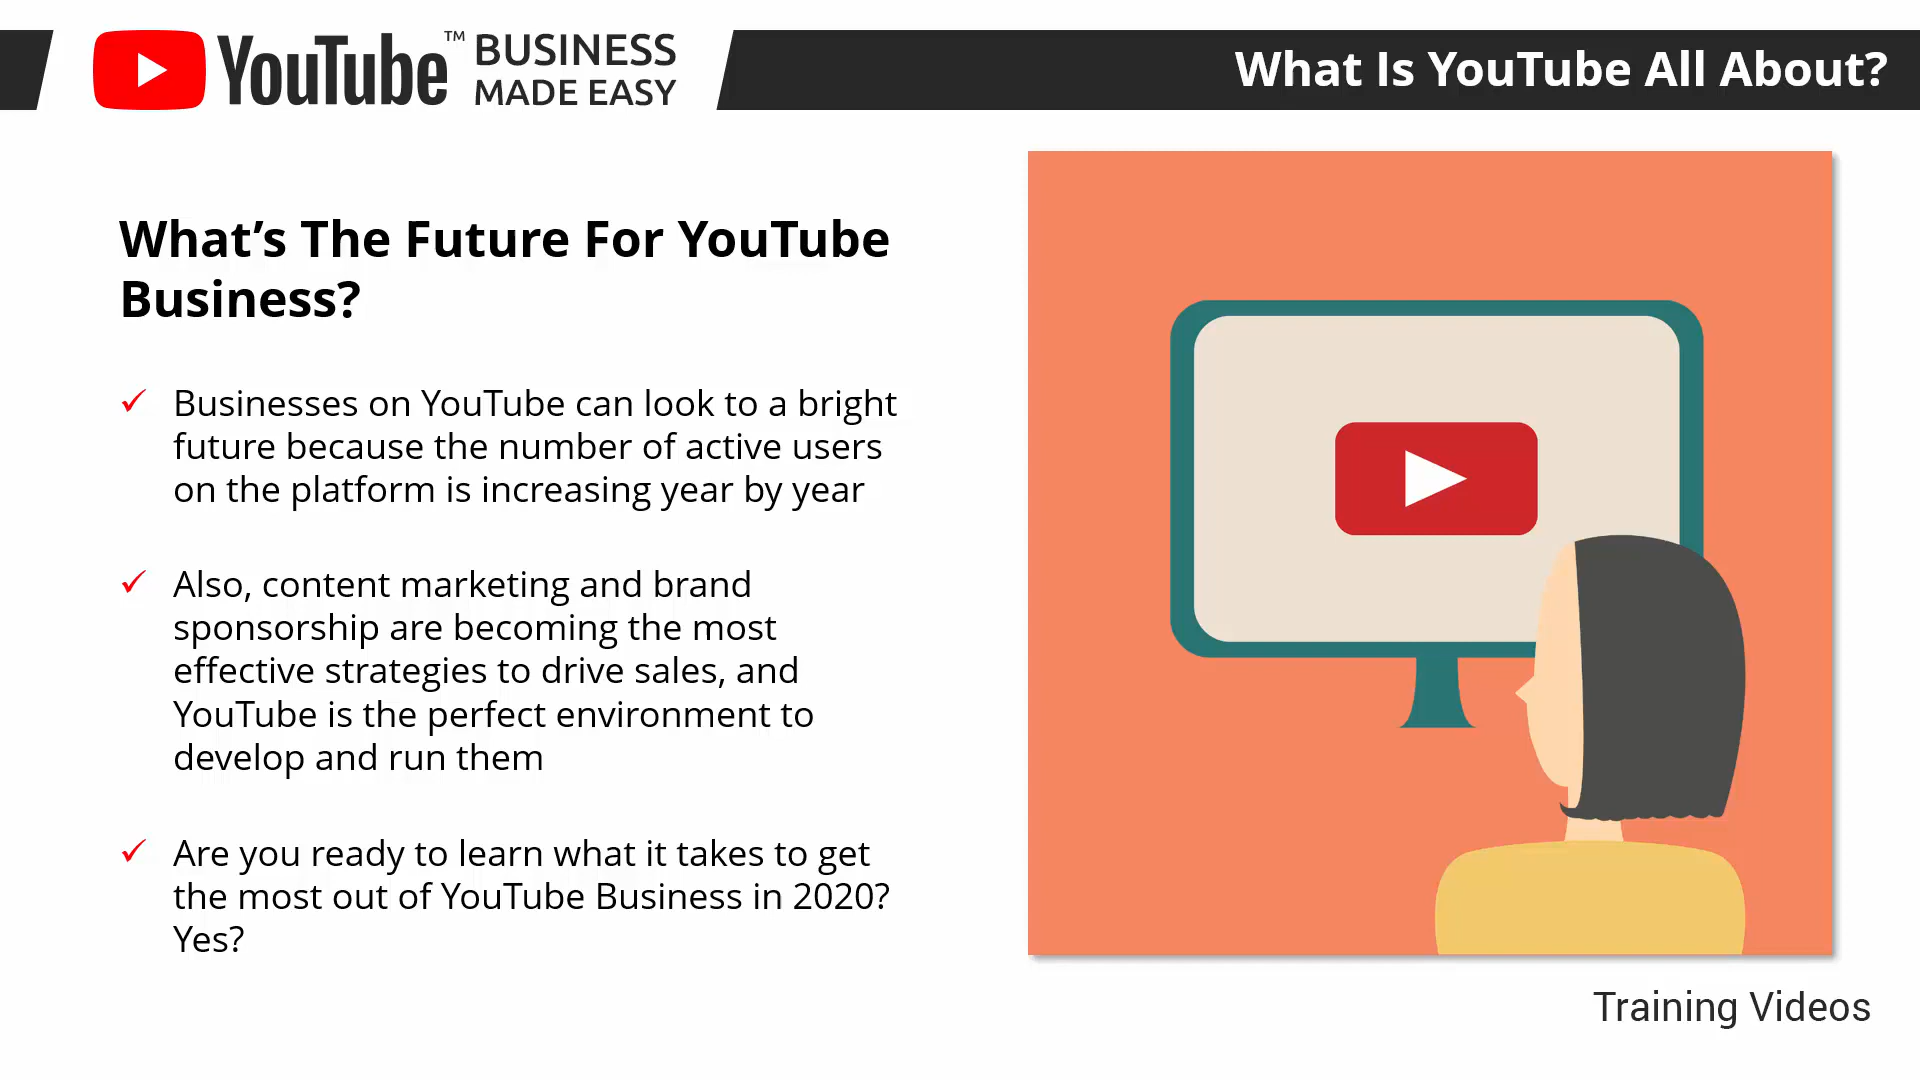 YouTube™ BUSINESS
MADE EASY
What Is YouTube All About?
What’s The Future For YouTube
Business?
✓ Businesses on YouTube can look to a bright
future because the number of active users
on the platform is increasing year by year
✓ Also, content marketing and brand
sponsorship are becoming the most
effective strategies to drive sales, and
YouTube is the perfect environment to
develop and run them
✓ Are you ready to learn what it takes to get
the most out of YouTube Business in 2020?
Yes?
Training Videos